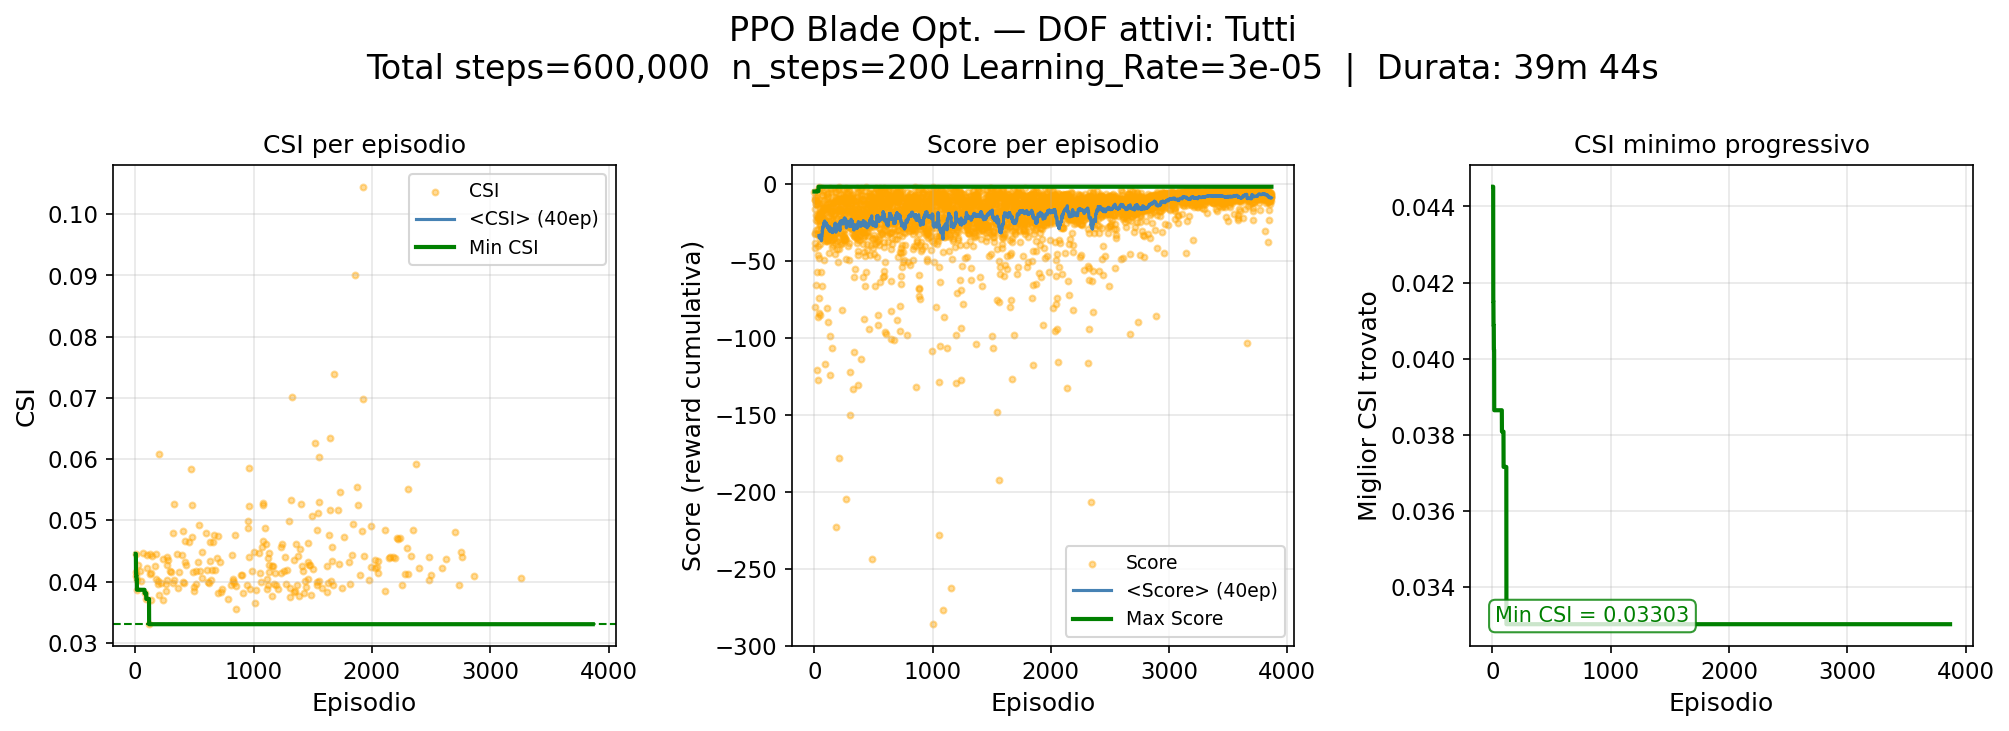 PPO Blade Opt. — DOF attivi: Tutti
Total steps=600,000  n_steps=200 Learning_Rate=3e-05  |  Durata: 39m 44s
CSI per episodio
CSI
0.10
0.09
0.08
0.07
0.06
0.05
0.04
0.03
0
1000
2000
3000
4000
Episodio
CSI
<CSI> (40ep)
Min CSI
Score per episodio
Score (reward cumulativa)
0
−50
−100
−150
−200
−250
−300
0
1000
2000
3000
4000
Episodio
Score
<Score> (40ep)
Max Score
CSI minimo progressivo
Miglior CSI trovato
0.044
0.042
0.040
0.038
0.036
0.034
Min CSI = 0.03303
0
1000
2000
3000
4000
Episodio